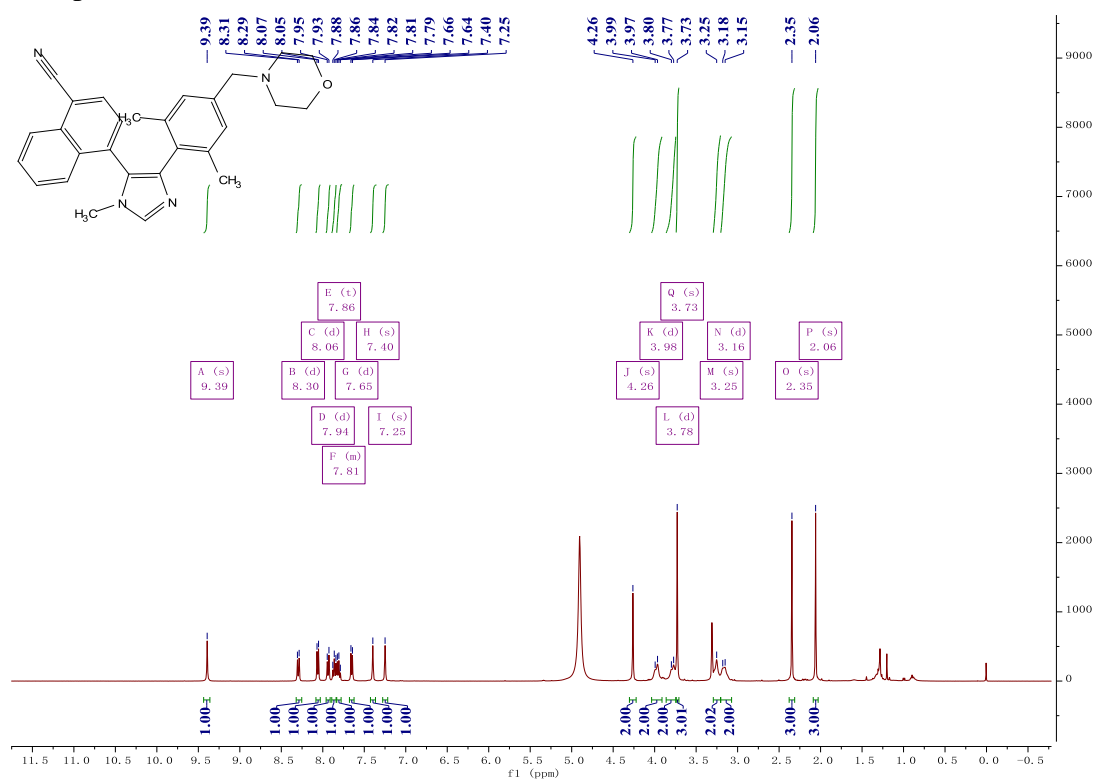 9.39 8.31 8.29 8.07 8.05 7.95 7.93 7.88 7.86 7.84 7.82 7.81 7.79 7.66 7.64 7.40 7.25
4.26 3.99 3.97 3.80 3.77 3.73 3.25 3.18 3.15
2.35 2.06
N
N
O
H₃C
CH₃
N
N
H₃C
E (t)
7.86
Q (s)
3.73
C (d)
8.06
H (s)
7.40
K (d)
3.98
N (d)
3.16
P (s)
2.06
A (s)
9.39
B (d)
8.30
G (d)
7.65
J (s)
4.26
M (s)
3.25
O (s)
2.35
D (d)
7.94
I (s)
7.25
L (d)
3.78
F (m)
7.81
9000
8000
7000
6000
5000
4000
3000
2000
1000
0
1.00 1.00 1.00 1.00 1.00 1.00 1.00 1.00 1.00
2.00 2.00 2.00 3.01 2.02 2.00
3.00 3.00
11.5 11.0 10.5 10.0 9.5 9.0 8.5 8.0 7.5 7.0 6.5 6.0 5.5 5.0 4.5 4.0 3.5 3.0 2.5 2.0 1.5 1.0 0.5 0.0 -0.5
f1 (ppm)